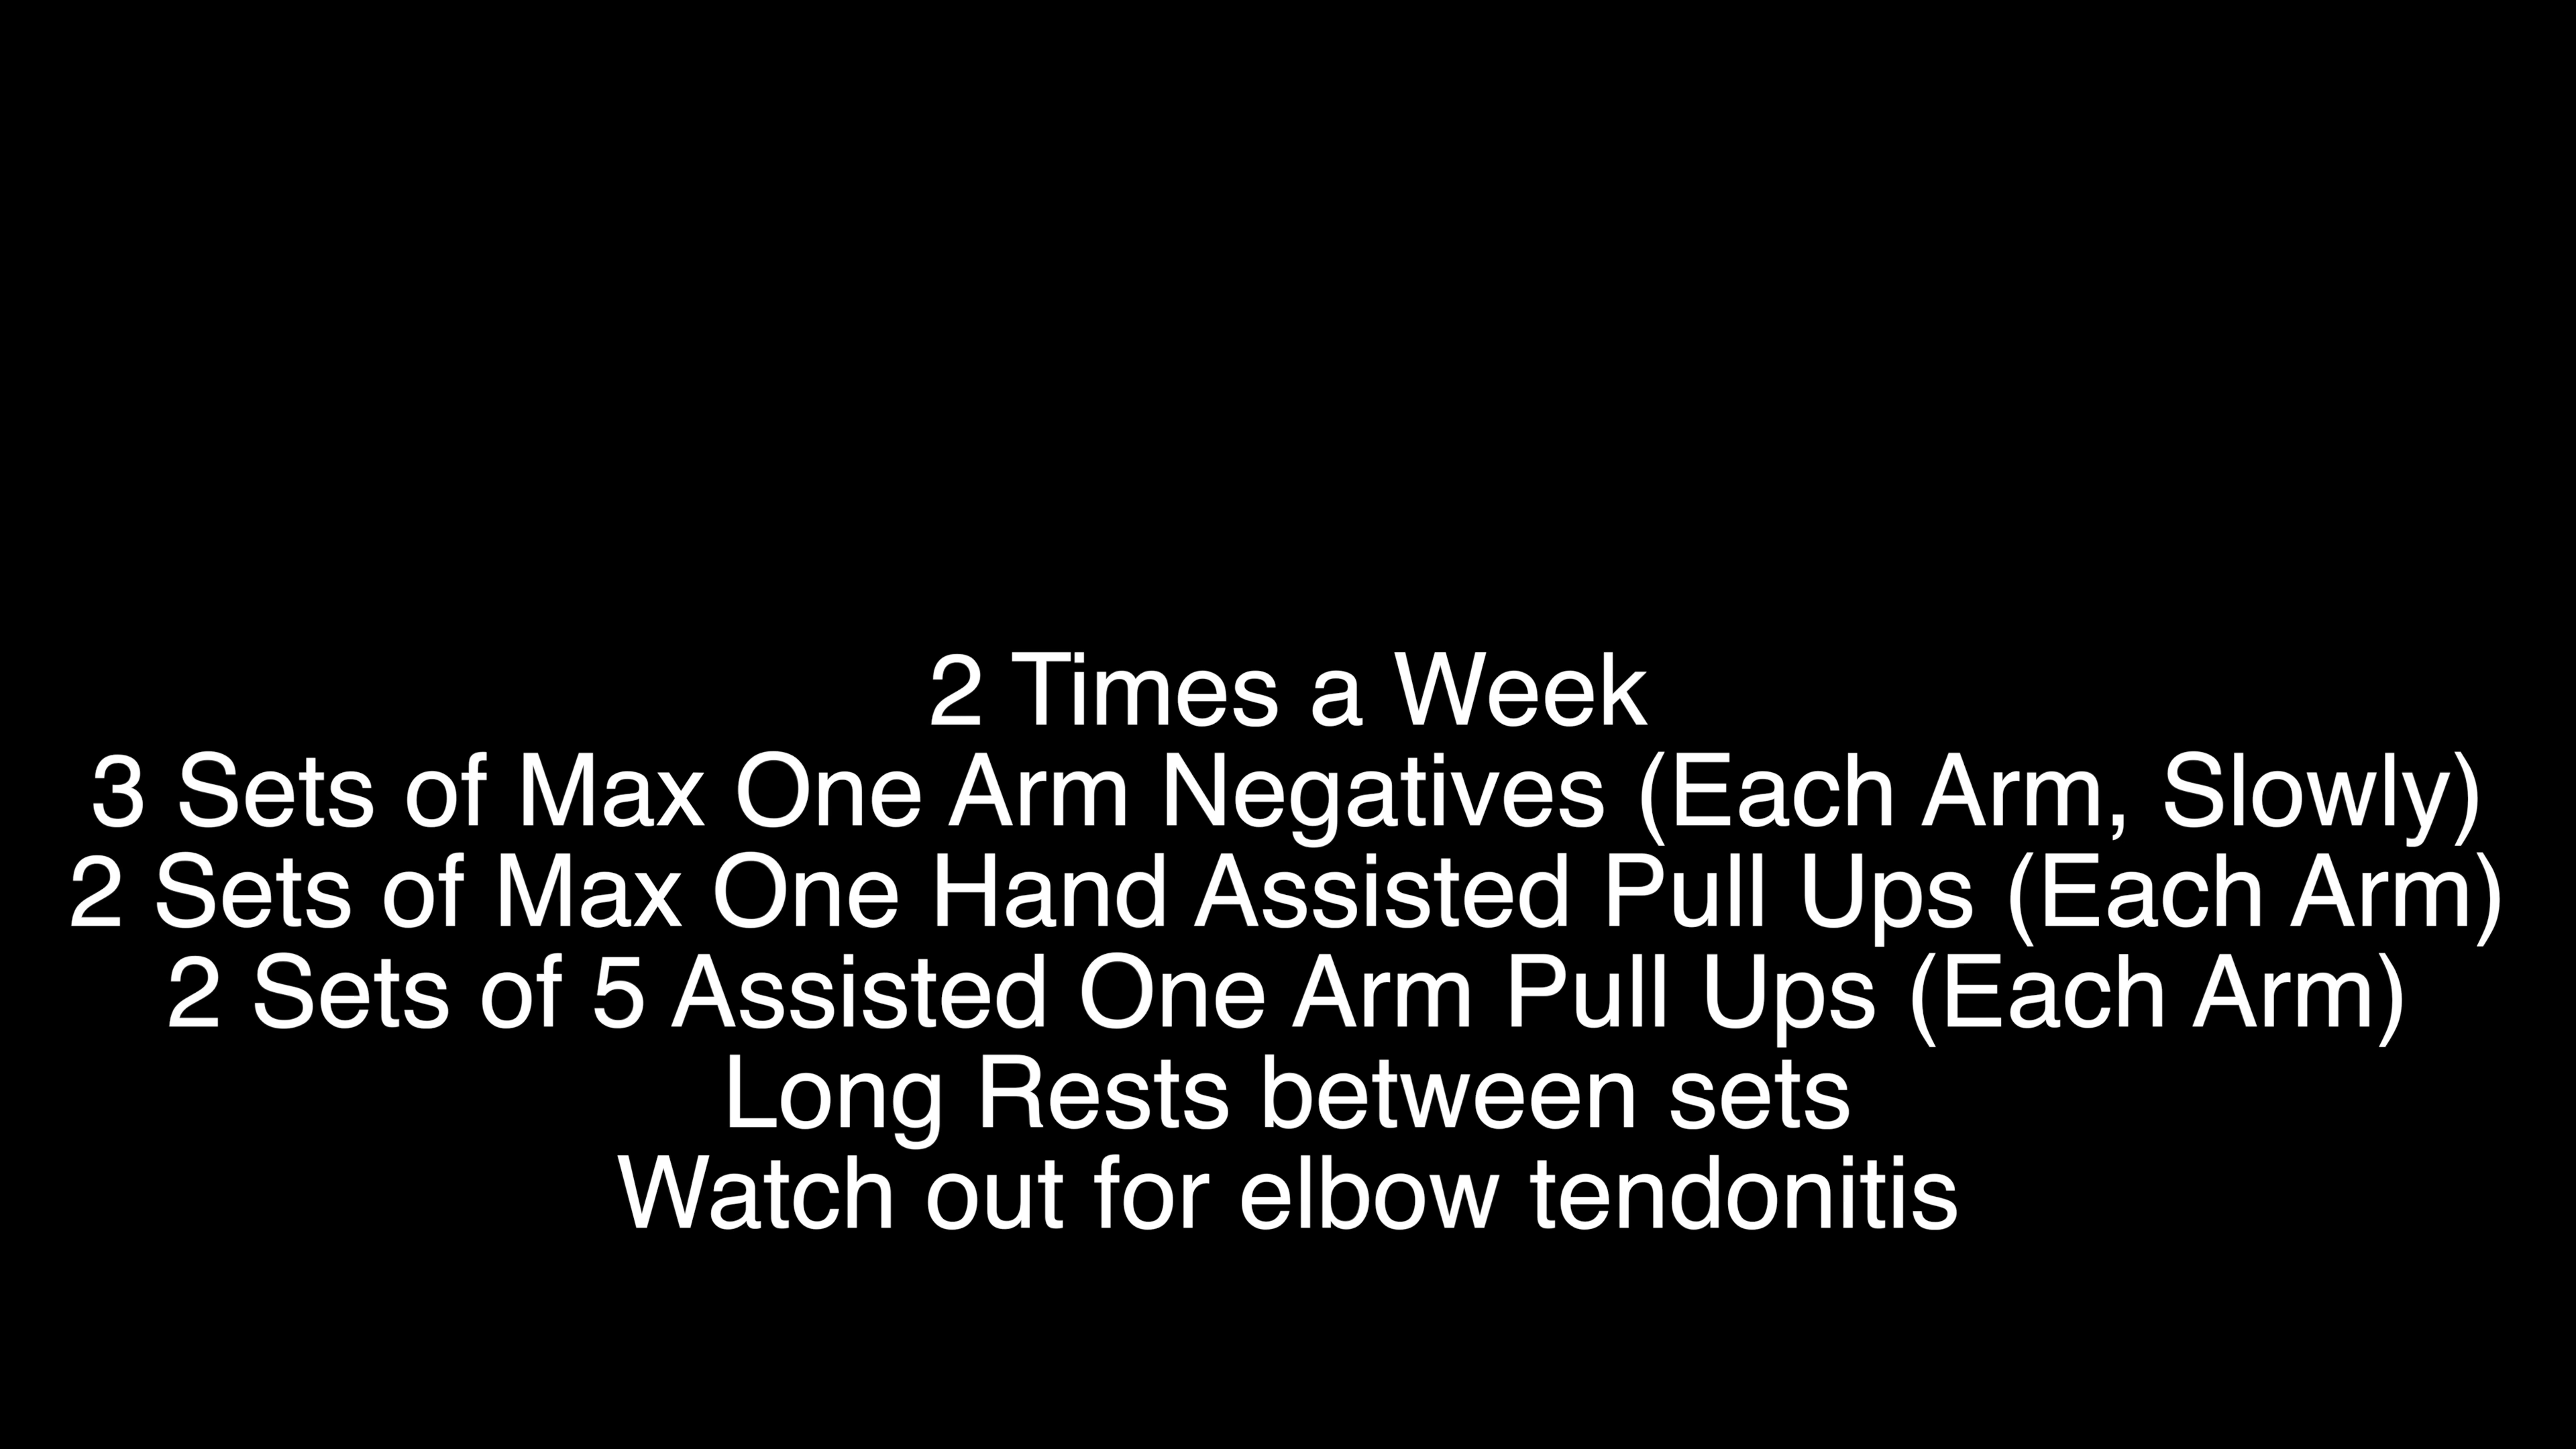 2 Times a Week
3 Sets of Max One Arm Negatives (Each Arm, Slowly)
2 Sets of Max One Hand Assisted Pull Ups (Each Arm)
2 Sets of 5 Assisted One Arm Pull Ups (Each Arm)
Long Rests between sets
Watch out for elbow tendonitis